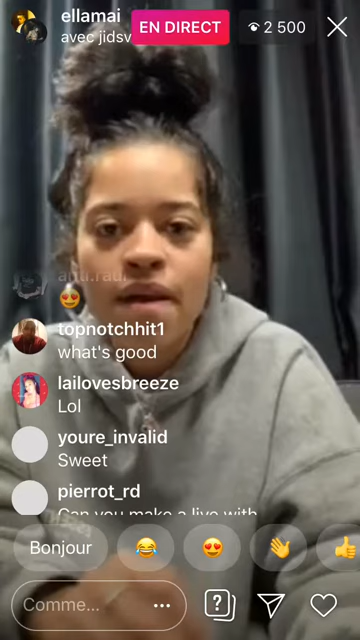 ellamai
avec jidsv
EN DIRECT
2 500
topnotchhit1
what's good
lailovesbreeze
Lol
youre_invalid
Sweet
pierrot_rd
Can you make a live with
Bonjour
Comme...